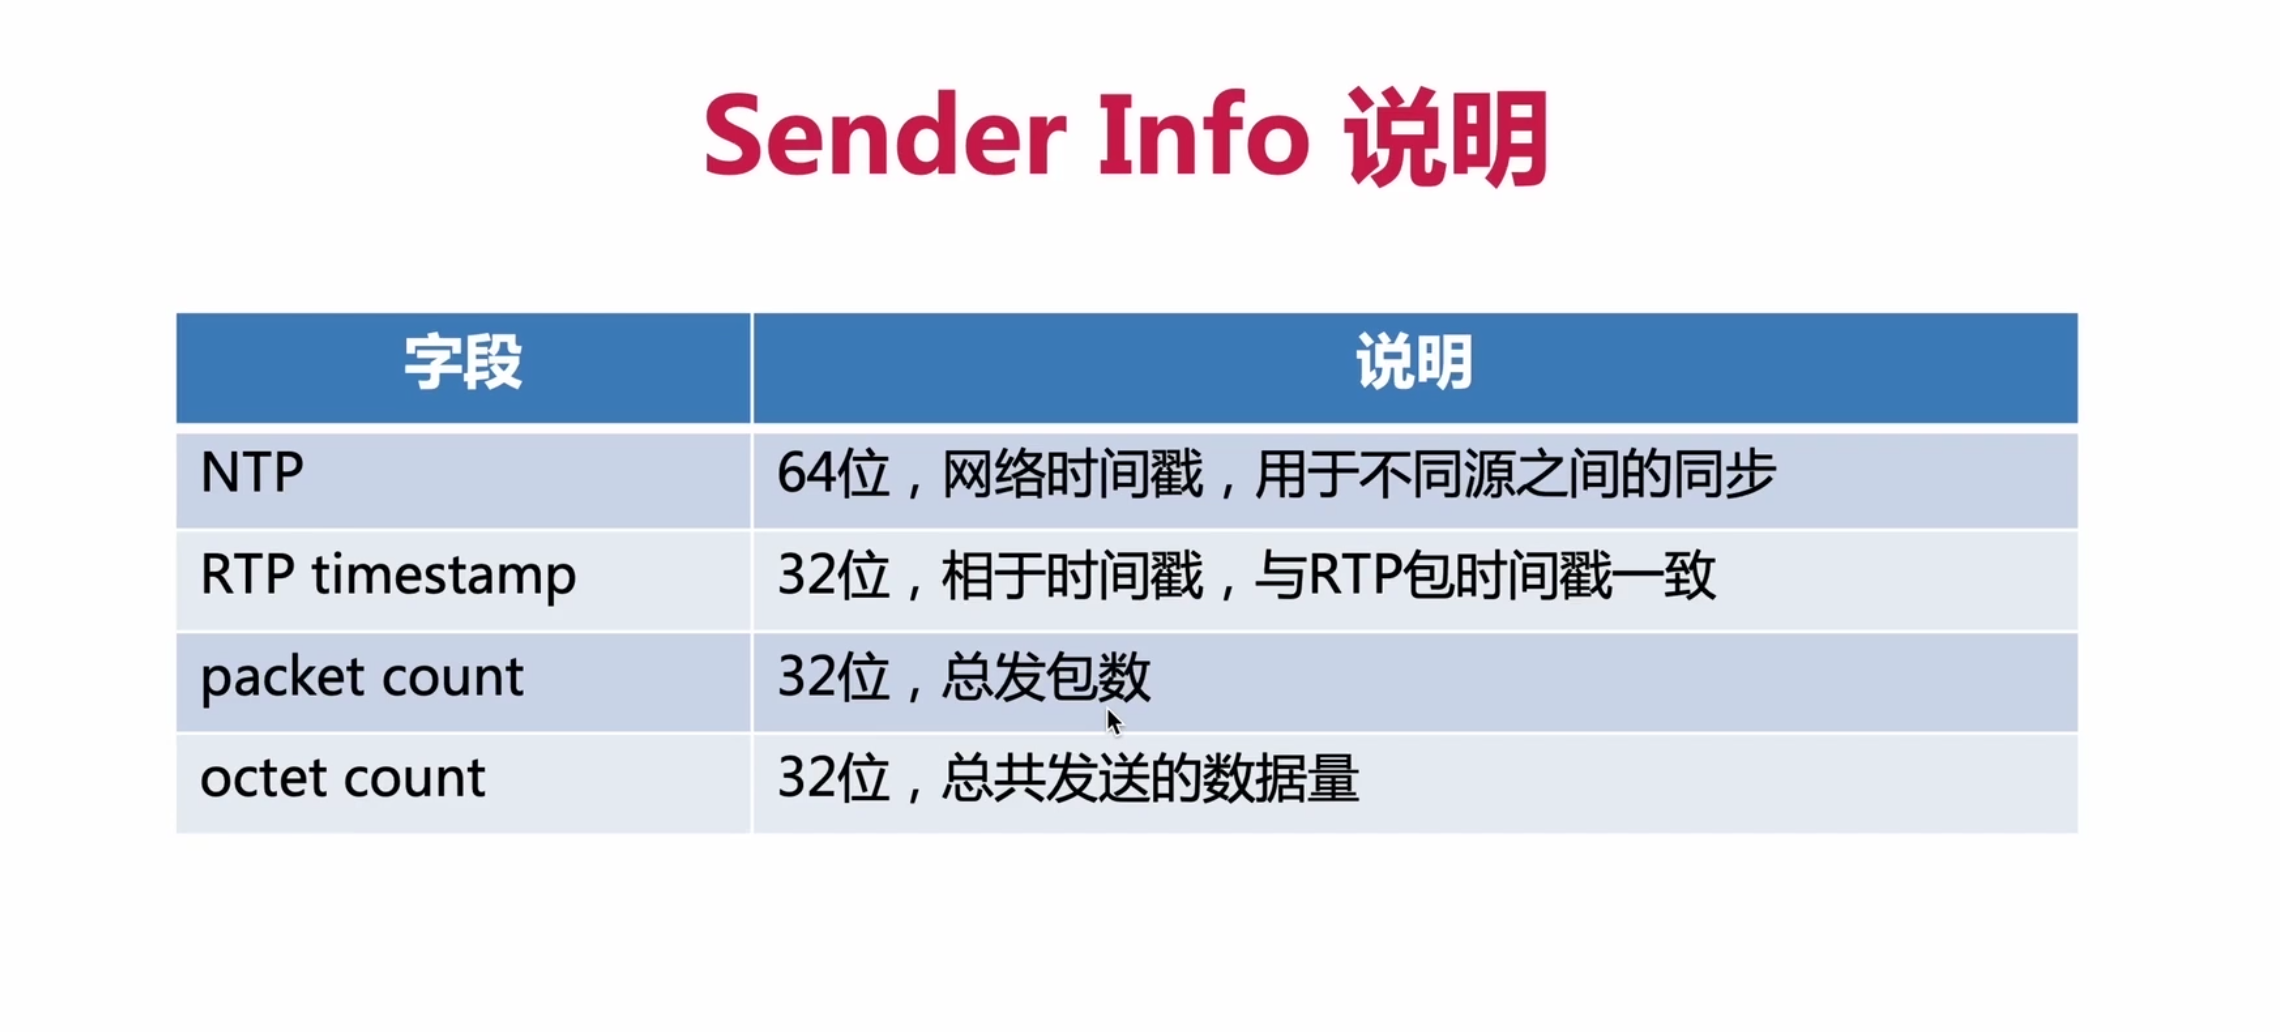 Sender Info 说明
字段 说明
NTP 64位，网络时间戳，用于不同源之间的同步
RTP timestamp 32位，相于时间戳，与RTP包时间戳一致
packet count 32位，总发包数
octet count 32位，总共发送的数据量